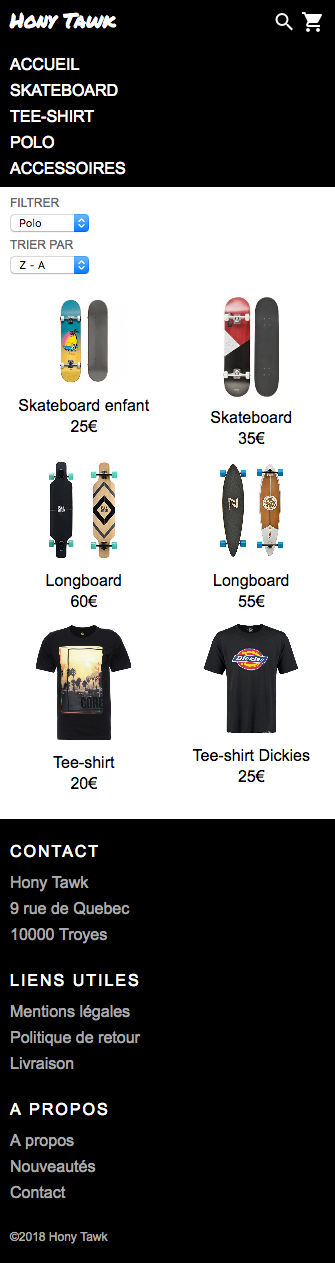 Hony Tawk
ACCUEIL
SKATEBOARD
TEE-SHIRT
POLO
ACCESSOIRES
FILTRER
Polo
TRIER PAR
Z - A
Skateboard enfant
25€
Skateboard
35€
Longboard
60€
Longboard
55€
CORE
Dickies
Tee-shirt
20€
Tee-shirt Dickies
25€
CONTACT
Hony Tawk
9 rue de Quebec
10000 Troyes
LIENS UTILES
Mentions légales
Politique de retour
Livraison
A PROPOS
A propos
Nouveautés
Contact
©2018 Hony Tawk